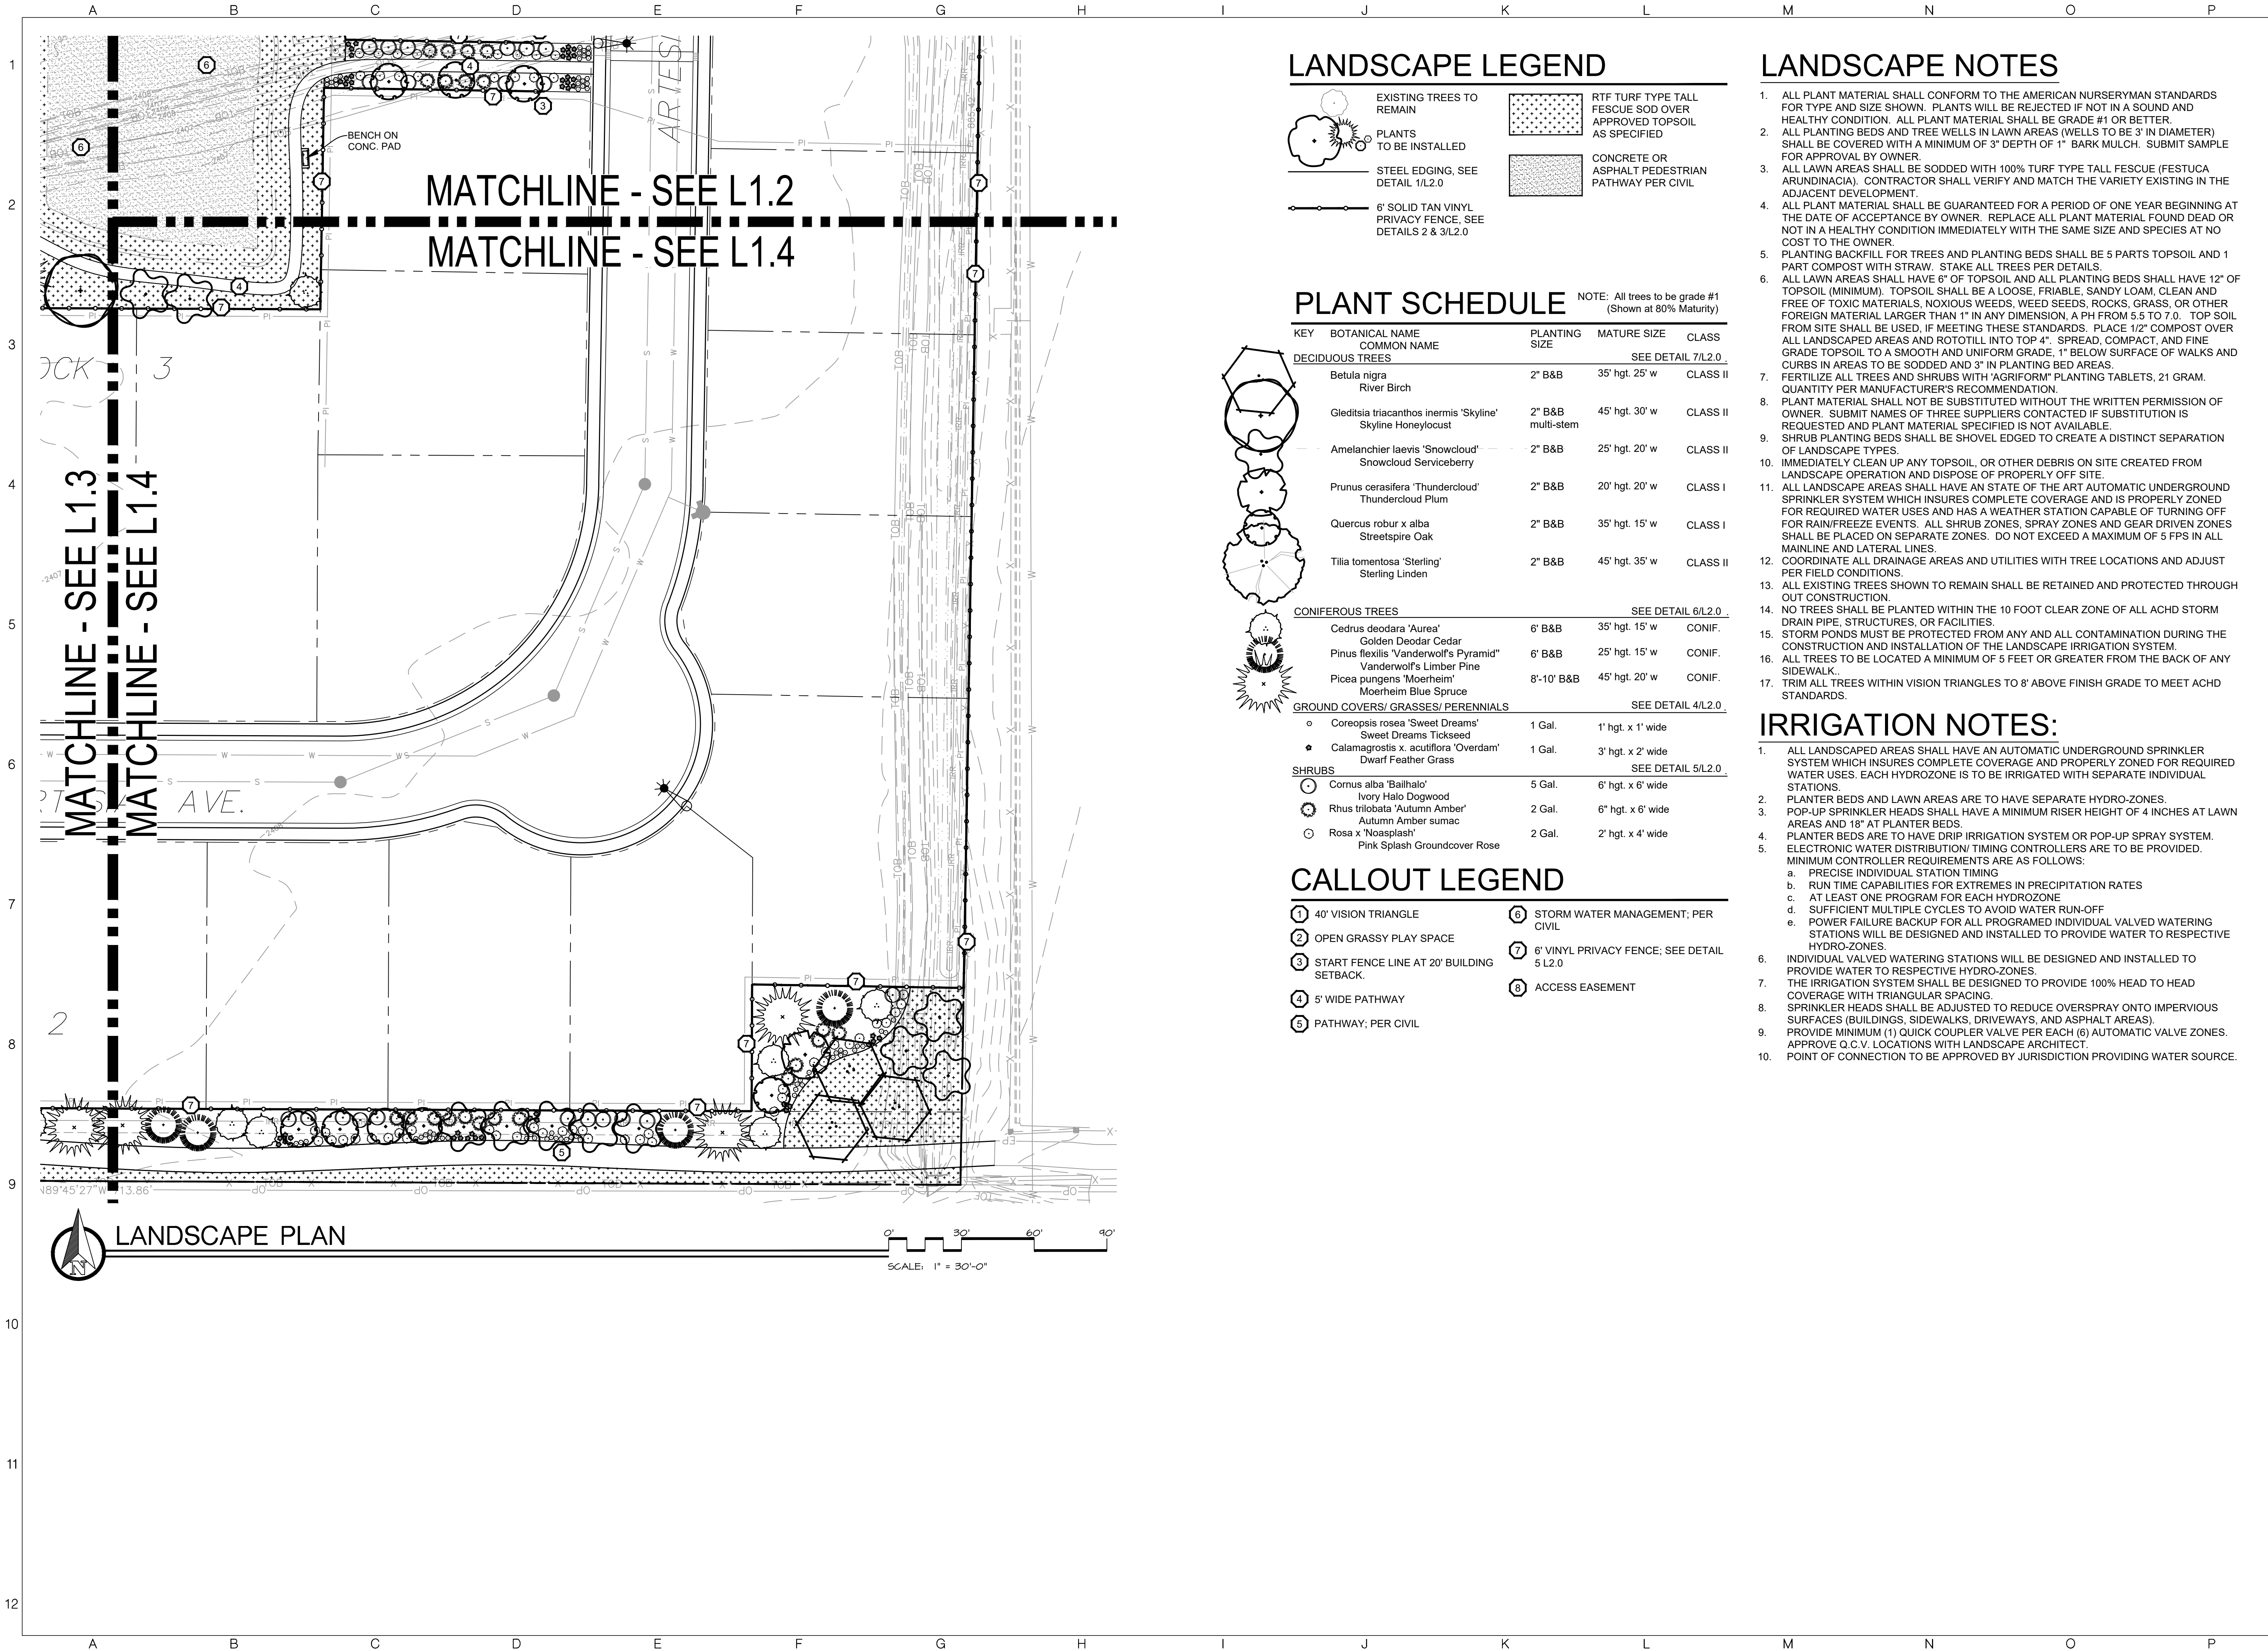 A B C D E F G H I J K L M N O P
1
2
3
4
5
6
7
8
9
10
11
12
BENCH ON
CONC. PAD
MATCHLINE - SEE L1.2
MATCHLINE - SEE L1.4
MATCHLINE - SEE L1.3
MATCHLINE - SEE L1.4
3
AVE.
2
2407
2408
N89°45'27"W
LANDSCAPE PLAN
N
0' 30' 60' 90'
SCALE: 1" = 30'-0"
LANDSCAPE LEGEND
EXISTING TREES TO
REMAIN
PLANTS
TO BE INSTALLED
STEEL EDGING, SEE
DETAIL 1/L2.0
6' SOLID TAN VINYL
PRIVACY FENCE, SEE
DETAILS 2 & 3/L2.0
RTF TURF TYPE TALL
FESCUE SOD OVER
APPROVED TOPSOIL
AS SPECIFIED
CONCRETE OR
ASPHALT PEDESTRIAN
PATHWAY PER CIVIL
PLANT SCHEDULE
NOTE: All trees to be grade #1
(Shown at 80% Maturity)
KEY BOTANICAL NAME PLANTING MATURE SIZE CLASS
COMMON NAME SIZE
DECIDUOUS TREES SEE DETAIL 7/L2.0 .
Betula nigra 2" B&B 35' hgt. 25' w CLASS II
River Birch
Gleditsia triacanthos inermis 'Skyline' 2" B&B 45' hgt. 30' w CLASS II
Skyline Honeylocust multi-stem
Amelanchier laevis 'Snowcloud' 2" B&B 25' hgt. 20' w CLASS II
Snowcloud Serviceberry
Prunus cerasifera ‘Thundercloud’ 2" B&B 20' hgt. 20' w CLASS I
Thundercloud Plum
Quercus robur x alba 2" B&B 35' hgt. 15' w CLASS I
Streetspire Oak
Tilia tomentosa ‘Sterling’ 2" B&B 45' hgt. 35' w CLASS II
Sterling Linden
CONIFEROUS TREES SEE DETAIL 6/L2.0 .
Cedrus deodara 'Aurea' 6' B&B 35' hgt. 15' w CONIF.
Golden Deodar Cedar
Pinus flexilis 'Vanderwolf's Pyramid" 6' B&B 25' hgt. 15' w CONIF.
Vanderwolf's Limber Pine
Picea pungens 'Moerheim' 8'-10' B&B 45' hgt. 20' w CONIF.
Moerheim Blue Spruce
GROUND COVERS/ GRASSES/ PERENNIALS SEE DETAIL 4/L2.0 .
Coreopsis rosea 'Sweet Dreams' 1 Gal. 1' hgt. x 1' wide
Sweet Dreams Tickseed
Calamagrostis x. acutiflora 'Overdam' 1 Gal. 3' hgt. x 2' wide
Dwarf Feather Grass
SHRUBS SEE DETAIL 5/L2.0 .
Cornus alba 'Bailhalo' 5 Gal. 6' hgt. x 6' wide
Ivory Halo Dogwood
Rhus trilobata 'Autumn Amber' 2 Gal. 6" hgt. x 6' wide
Autumn Amber sumac
Rosa x 'Noasplash' 2 Gal. 2' hgt. x 4' wide
Pink Splash Groundcover Rose
CALLOUT LEGEND
1 40' VISION TRIANGLE
2 OPEN GRASSY PLAY SPACE
3 START FENCE LINE AT 20' BUILDING
SETBACK.
4 5' WIDE PATHWAY
5 PATHWAY; PER CIVIL
6 STORM WATER MANAGEMENT; PER
CIVIL
7 6' VINYL PRIVACY FENCE; SEE DETAIL
5 L2.0
8 ACCESS EASEMENT
LANDSCAPE NOTES
1. ALL PLANT MATERIAL SHALL CONFORM TO THE AMERICAN NURSERYMAN STANDARDS
FOR TYPE AND SIZE SHOWN. PLANTS WILL BE REJECTED IF NOT IN A SOUND AND
HEALTHY CONDITION. ALL PLANT MATERIAL SHALL BE GRADE #1 OR BETTER.
2. ALL PLANTING BEDS AND TREE WELLS IN LAWN AREAS (WELLS TO BE 3' IN DIAMETER)
SHALL BE COVERED WITH A MINIMUM OF 3" DEPTH OF 1" BARK MULCH. SUBMIT SAMPLE
FOR APPROVAL BY OWNER.
3. ALL LAWN AREAS SHALL BE SODDED WITH 100% TURF TYPE TALL FESCUE (FESTUCA
ARUNDINACIA). CONTRACTOR SHALL VERIFY AND MATCH THE VARIETY EXISTING IN THE
ADJACENT DEVELOPMENT.
4. ALL PLANT MATERIAL SHALL BE GUARANTEED FOR A PERIOD OF ONE YEAR BEGINNING AT
THE DATE OF ACCEPTANCE BY OWNER. REPLACE ALL PLANT MATERIAL FOUND DEAD OR
NOT IN A HEALTHY CONDITION IMMEDIATELY WITH THE SAME SIZE AND SPECIES AT NO
COST TO THE OWNER.
5. PLANTING BACKFILL FOR TREES AND PLANTING BEDS SHALL BE 5 PARTS TOPSOIL AND 1
PART COMPOST WITH STRAW. STAKE ALL TREES PER DETAILS.
6. ALL LAWN AREAS SHALL HAVE 6" OF TOPSOIL AND ALL PLANTING BEDS SHALL HAVE 12" OF
TOPSOIL (MINIMUM). TOPSOIL SHALL BE A LOOSE, FRIABLE, SANDY LOAM, CLEAN AND
FREE OF TOXIC MATERIALS, NOXIOUS WEEDS, WEED SEEDS, ROCKS, GRASS, OR OTHER
FOREIGN MATERIAL LARGER THAN 1" IN ANY DIMENSION, A PH FROM 5.5 TO 7.0. TOP SOIL
FROM SITE SHALL BE USED, IF MEETING THESE STANDARDS. PLACE 1/2" COMPOST OVER
ALL LANDSCAPED AREAS AND ROTOTILL INTO TOP 4". SPREAD, COMPACT, AND FINE
GRADE TOPSOIL TO A SMOOTH AND UNIFORM GRADE, 1" BELOW SURFACE OF WALKS AND
CURBS IN AREAS TO BE SODDED AND 3" IN PLANTING BED AREAS.
7. FERTILIZE ALL TREES AND SHRUBS WITH 'AGRIFORM" PLANTING TABLETS, 21 GRAM.
QUANTITY PER MANUFACTURER'S RECOMMENDATION.
8. PLANT MATERIAL SHALL NOT BE SUBSTITUTED WITHOUT THE WRITTEN PERMISSION OF
OWNER. SUBMIT NAMES OF THREE SUPPLIERS CONTACTED IF SUBSTITUTION IS
REQUESTED AND PLANT MATERIAL SPECIFIED IS NOT AVAILABLE.
9. SHRUB PLANTING BEDS SHALL BE SHOVEL EDGED TO CREATE A DISTINCT SEPARATION
OF LANDSCAPE TYPES.
10. IMMEDIATELY CLEAN UP ANY TOPSOIL, OR OTHER DEBRIS ON SITE CREATED FROM
LANDSCAPE OPERATION AND DISPOSE OF PROPERLY OFF SITE.
11. ALL LANDSCAPE AREAS SHALL HAVE AN STATE OF THE ART AUTOMATIC UNDERGROUND
SPRINKLER SYSTEM WHICH INSURES COMPLETE COVERAGE AND IS PROPERLY ZONED
FOR REQUIRED WATER USES AND HAS A WEATHER STATION CAPABLE OF TURNING OFF
FOR RAIN/FREEZE EVENTS. ALL SHRUB ZONES, SPRAY ZONES AND GEAR DRIVEN ZONES
SHALL BE PLACED ON SEPARATE ZONES. DO NOT EXCEED A MAXIMUM OF 5 FPS IN ALL
MAINLINE AND LATERAL LINES.
12. COORDINATE ALL DRAINAGE AREAS AND UTILITIES WITH TREE LOCATIONS AND ADJUST
PER FIELD CONDITIONS.
13. ALL EXISTING TREES SHOWN TO REMAIN SHALL BE RETAINED AND PROTECTED THROUGH
OUT CONSTRUCTION.
14. NO TREES SHALL BE PLANTED WITHIN THE 10 FOOT CLEAR ZONE OF ALL ACHD STORM
DRAIN PIPE, STRUCTURES, OR FACILITIES.
15. STORM PONDS MUST BE PROTECTED FROM ANY AND ALL CONTAMINATION DURING THE
CONSTRUCTION AND INSTALLATION OF THE LANDSCAPE IRRIGATION SYSTEM.
16. ALL TREES TO BE LOCATED A MINIMUM OF 5 FEET OR GREATER FROM THE BACK OF ANY
SIDEWALK..
17. TRIM ALL TREES WITHIN VISION TRIANGLES TO 8' ABOVE FINISH GRADE TO MEET ACHD
STANDARDS.
IRRIGATION NOTES:
1. ALL LANDSCAPED AREAS SHALL HAVE AN AUTOMATIC UNDERGROUND SPRINKLER
SYSTEM WHICH INSURES COMPLETE COVERAGE AND PROPERLY ZONED FOR REQUIRED
WATER USES. EACH HYDROZONE IS TO BE IRRIGATED WITH SEPARATE INDIVIDUAL
STATIONS.
2. PLANTER BEDS AND LAWN AREAS ARE TO HAVE SEPARATE HYDRO-ZONES.
3. POP-UP SPRINKLER HEADS SHALL HAVE A MINIMUM RISER HEIGHT OF 4 INCHES AT LAWN
AREAS AND 18" AT PLANTER BEDS.
4. PLANTER BEDS ARE TO HAVE DRIP IRRIGATION SYSTEM OR POP-UP SPRAY SYSTEM.
5. ELECTRONIC WATER DISTRIBUTION/ TIMING CONTROLLERS ARE TO BE PROVIDED.
MINIMUM CONTROLLER REQUIREMENTS ARE AS FOLLOWS:
a. PRECISE INDIVIDUAL STATION TIMING
b. RUN TIME CAPABILITIES FOR EXTREMES IN PRECIPITATION RATES
c. AT LEAST ONE PROGRAM FOR EACH HYDROZONE
d. SUFFICIENT MULTIPLE CYCLES TO AVOID WATER RUN-OFF
e. POWER FAILURE BACKUP FOR ALL PROGRAMED INDIVIDUAL VALVED WATERING
STATIONS WILL BE DESIGNED AND INSTALLED TO PROVIDE WATER TO RESPECTIVE
HYDRO-ZONES.
6. INDIVIDUAL VALVED WATERING STATIONS WILL BE DESIGNED AND INSTALLED TO
PROVIDE WATER TO RESPECTIVE HYDRO-ZONES.
7. THE IRRIGATION SYSTEM SHALL BE DESIGNED TO PROVIDE 100% HEAD TO HEAD
COVERAGE WITH TRIANGULAR SPACING.
8. SPRINKLER HEADS SHALL BE ADJUSTED TO REDUCE OVERSPRAY ONTO IMPERVIOUS
SURFACES (BUILDINGS, SIDEWALKS, DRIVEWAYS, AND ASPHALT AREAS).
9. PROVIDE MINIMUM (1) QUICK COUPLER VALVE PER EACH (6) AUTOMATIC VALVE ZONES.
APPROVE Q.C.V. LOCATIONS WITH LANDSCAPE ARCHITECT.
10. POINT OF CONNECTION TO BE APPROVED BY JURISDICTION PROVIDING WATER SOURCE.
A B C D E F G H I J K L M N O P